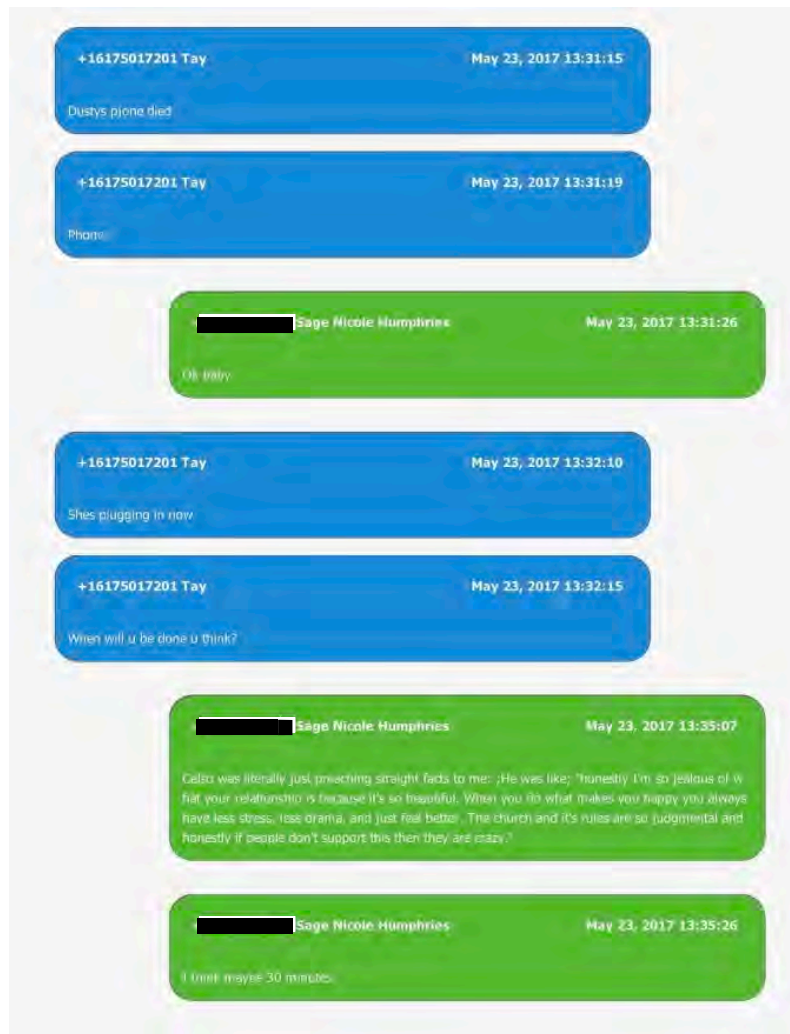 +16175017201 Tay May 23, 2017 13:31:15
Dustys pione died
+16175017201 Tay May 23, 2017 13:31:19
Phone
Sage Nicole Humphries May 23, 2017 13:31:26
Ok baby
+16175017201 Tay May 23, 2017 13:32:10
Shes plugging in now
+16175017201 Tay May 23, 2017 13:32:15
When will u be done u think?
Sage Nicole Humphries May 23, 2017 13:35:07
Celso was literally just preaching straight facts to me: ;He was like; "honestly I'm so jealous of w
hat your relationship is because it's so beautiful. When you do what makes you happy you always
have less stress, less drama, and just feel better. The church and it's rules are so judgmental and
honestly if people don't support this then they are crazy."
Sage Nicole Humphries May 23, 2017 13:35:26
I think maybe 30 minutes